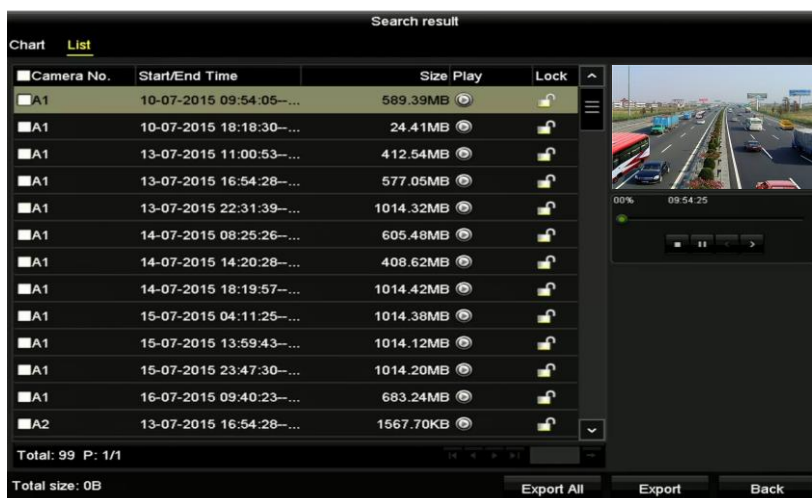 Search result
Chart List
Camera No. Start/End Time Size Play Lock
A1 10-07-2015 09:54:05--... 589.39MB
A1 10-07-2015 18:18:30--... 24.41MB
A1 13-07-2015 11:00:53--... 412.54MB
A1 13-07-2015 16:54:28--... 577.05MB
A1 13-07-2015 22:31:39--... 1014.32MB
A1 14-07-2015 08:25:26--... 605.48MB
A1 14-07-2015 14:20:28--... 408.62MB
A1 14-07-2015 18:19:57--... 1014.42MB
A1 15-07-2015 04:11:25--... 1014.38MB
A1 15-07-2015 13:59:43--... 1014.12MB
A1 15-07-2015 23:47:30--... 1014.20MB
A1 16-07-2015 09:40:23--... 683.24MB
A2 13-07-2015 16:54:28--... 1567.70KB
00% 09:54:25
Total: 99 P: 1/1
Total size: 0B
Export All Export Back